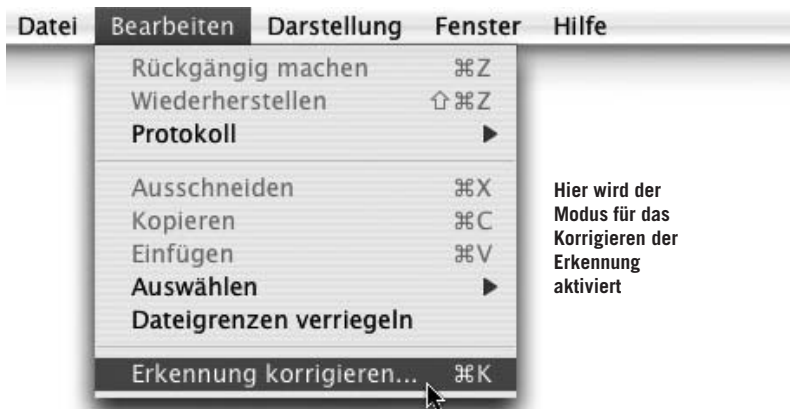 Datei Bearbeiten Darstellung Fenster Hilfe
Rückgängig machen ⌘Z
Wiederherstellen ⇧⌘Z
Protokoll ▶
Ausschneiden ⌘X
Kopieren ⌘C
Einfügen ⌘V
Auswählen ▶
Dateigrenzen verriegeln
Erkennung korrigieren... ⌘K
Hier wird der
Modus für das
Korrigieren der
Erkennung
aktiviert